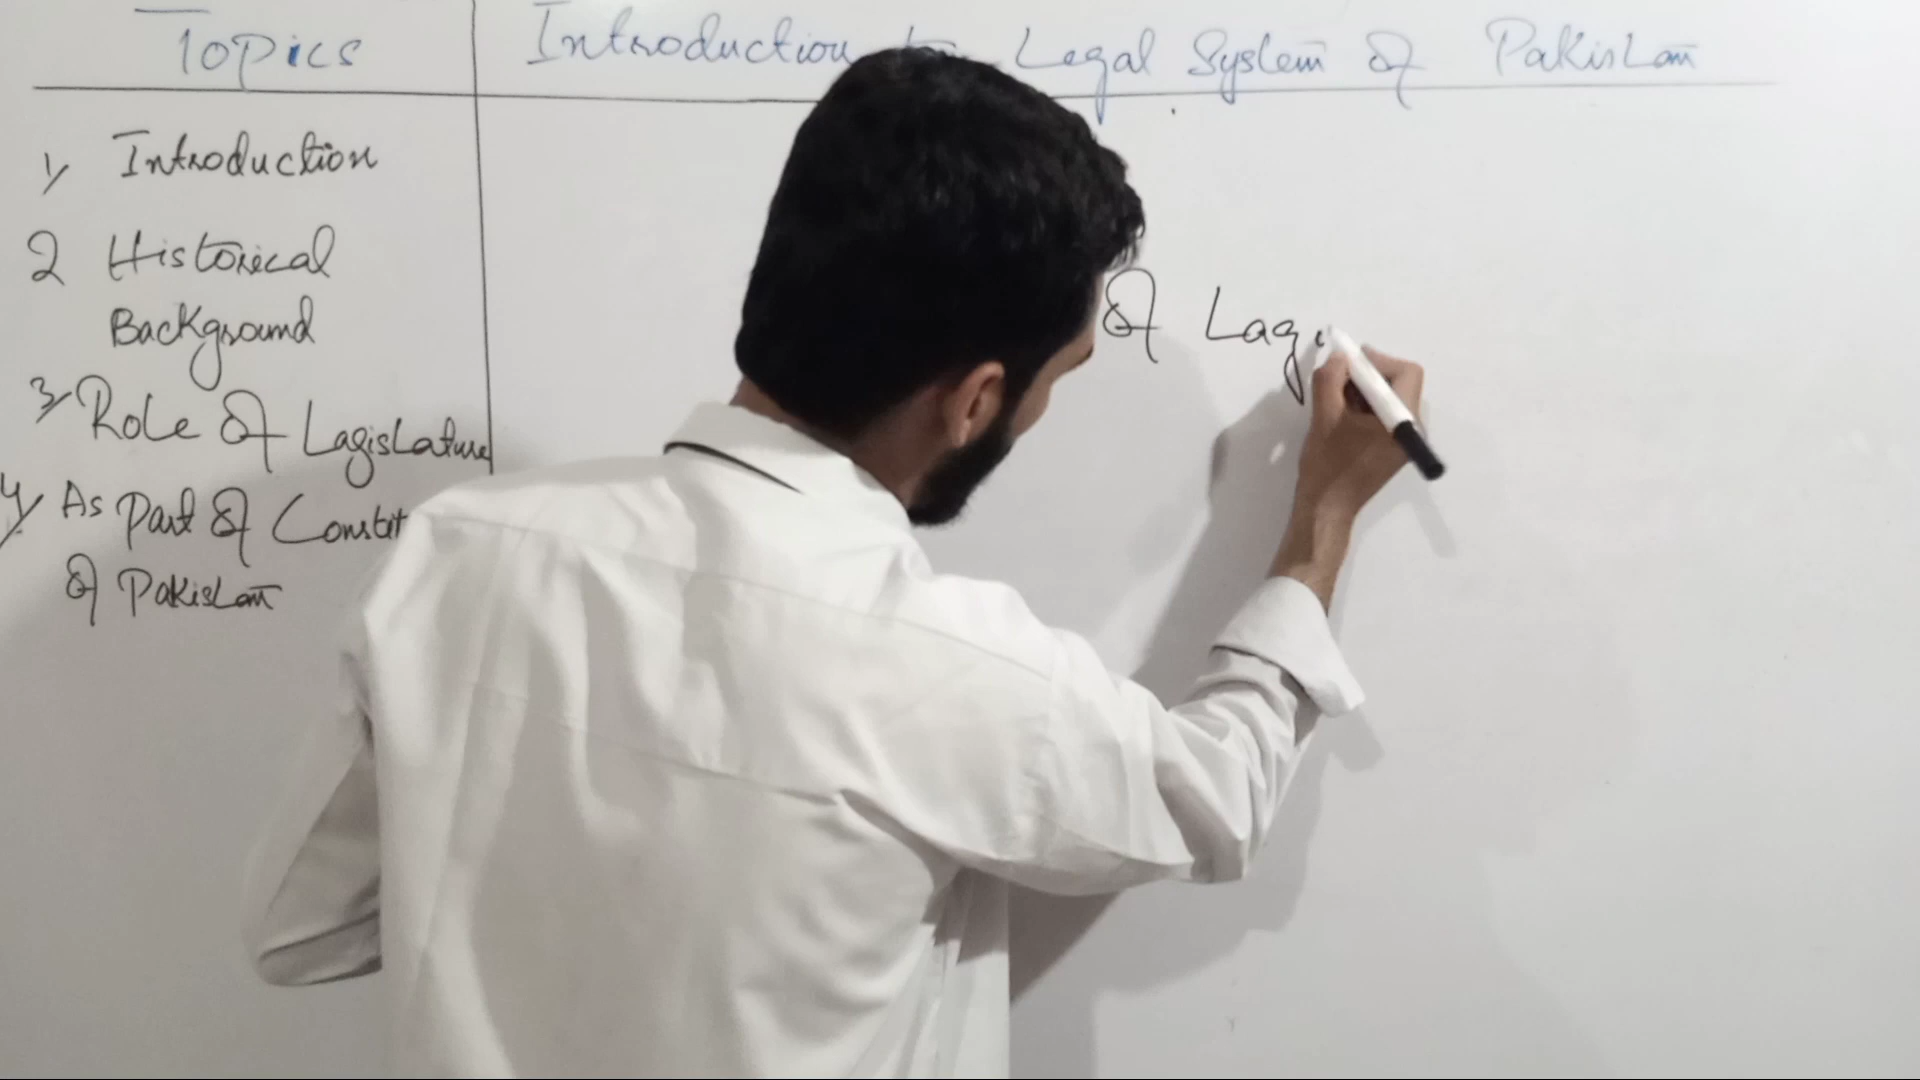 Topics
Introduction to Legal System of Pakistan
1/ Introduction
2 Historical
Background
3/ Role of Lagislature
4/ As Part of Constit
of Pakistan
of Lagi